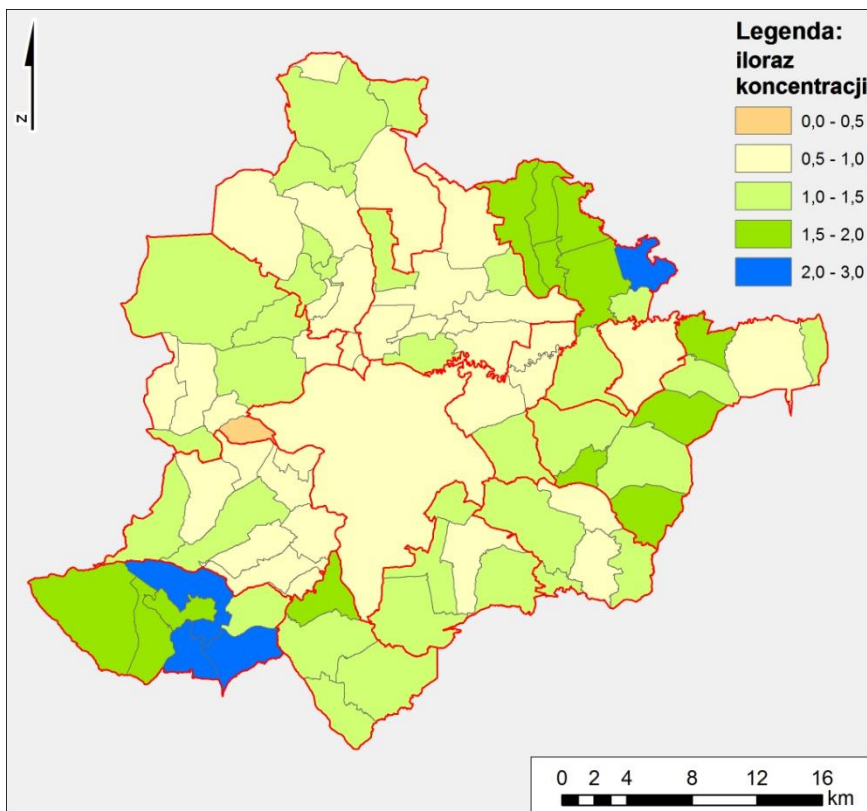 Legenda:
iloraz
koncentracji
0,0 - 0,5
0,5 - 1,0
1,0 - 1,5
1,5 - 2,0
2,0 - 3,0
N
0 2 4 8 12 16
km